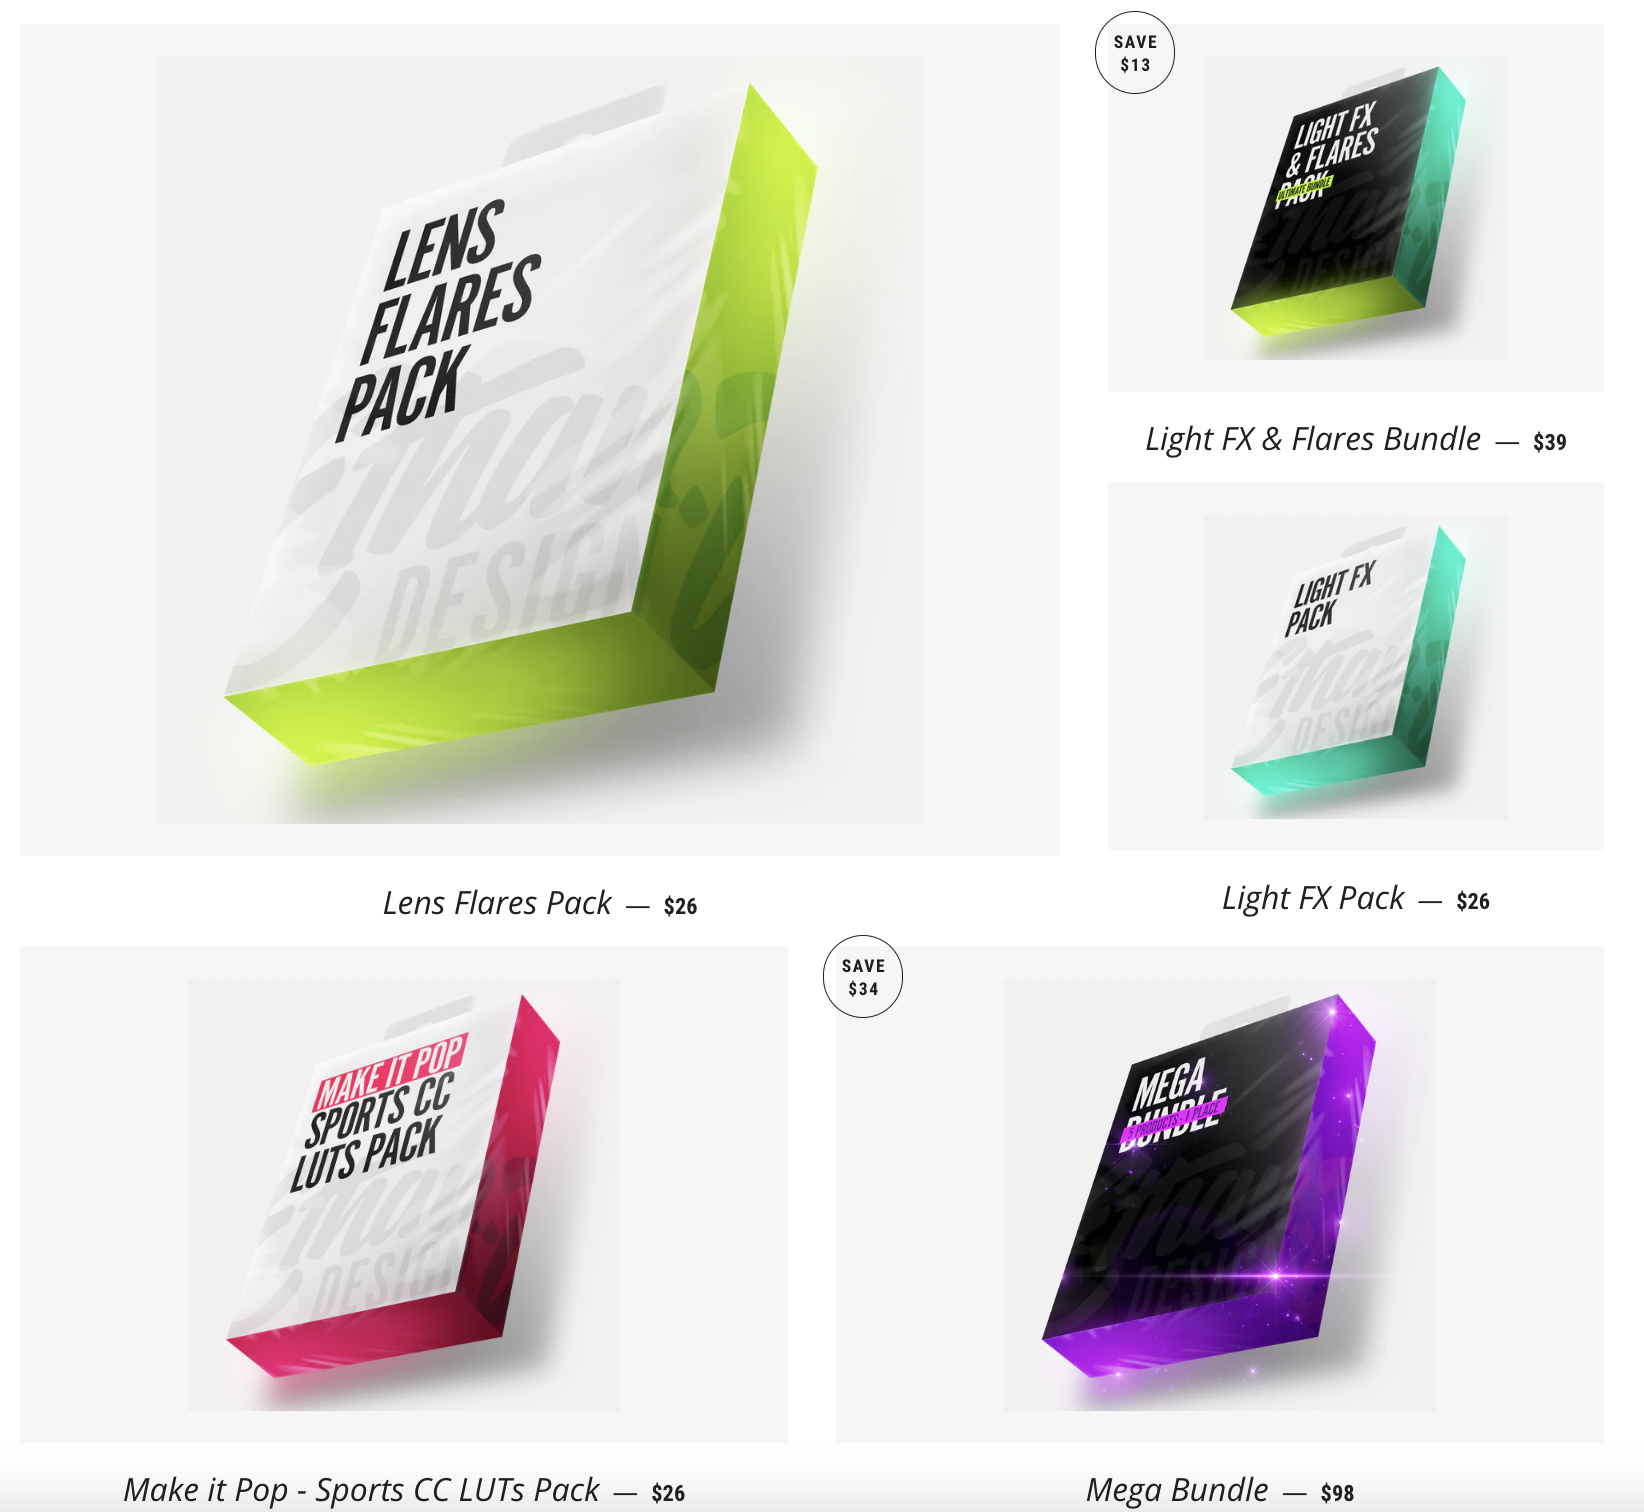 LENS
FLARES
PACK
DESIGN
Lens Flares Pack — $26
SAVE
$13
LIGHT FX
& FLARES
PACK
ULTIMATE BUNDLE
DESIGN
Light FX & Flares Bundle — $39
LIGHT FX
PACK
DESIGN
Light FX Pack — $26
MAKE IT POP
SPORTS CC
LUTS PACK
DESIGN
Make it Pop - Sports CC LUTs Pack — $26
SAVE
$34
MEGA
BUNDLE
5 PRODUCTS - 1 PLACE
DESIGN
Mega Bundle — $98